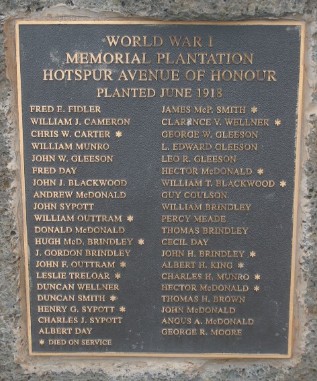 WORLD WAR I
MEMORIAL PLANTATION
HOTSPUR AVENUE OF HONOUR
PLANTED JUNE 1918
FRED E. FIDLER
WILLIAM J. CAMERON
CHRIS W. CARTER *
WILLIAM MUNRO
JOHN W. GLEESON
FRED DAY
JOHN J. BLACKWOOD
ANDREW McDONALD
JOHN SYPOTT
WILLIAM OUTTRAM *
DONALD McDONALD
HUGH McD. BRINDLEY *
J. GORDON BRINDLEY
JOHN F. OUTTRAM *
LESLIE TRELOAR *
DUNCAN WELLNER
DUNCAN SMITH *
HENRY G. SYPOTT *
CHARLES J. SYPOTT
ALBERT DAY
* DIED ON SERVICE
JAMES McP. SMITH *
CLARENCE V. WELLNER *
GEORGE W. GLEESON
L. EDWARD GLEESON
LEO R. GLEESON
HECTOR McDONALD *
WILLIAM T. BLACKWOOD *
GUY COULSON
WILLIAM BRINDLEY
PERCY MEADE
THOMAS BRINDLEY
CECIL DAY
JOHN H. BRINDLEY *
ALBERT H. KING *
CHARLES H. MUNRO *
HECTOR McDONALD *
THOMAS H. BROWN
JOHN McDONALD
ANGUS A. McDONALD
GEORGE R. MOORE